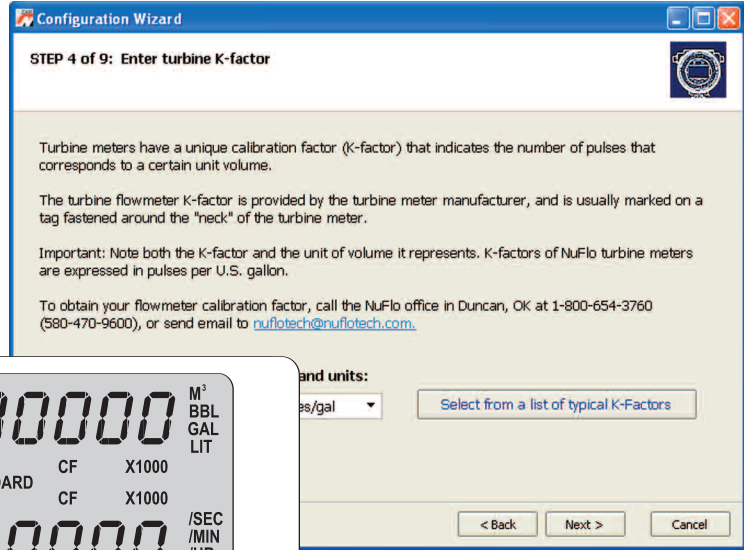 Configuration Wizard
STEP 4 of 9: Enter turbine K-factor
Turbine meters have a unique calibration factor (K-factor) that indicates the number of pulses that
corresponds to a certain unit volume.
The turbine flowmeter K-factor is provided by the turbine meter manufacturer, and is usually marked on a
tag fastened around the "neck" of the turbine meter.
Important: Note both the K-factor and the unit of volume it represents. K-factors of NuFlo turbine meters
are expressed in pulses per U.S. gallon.
To obtain your flowmeter calibration factor, call the NuFlo office in Duncan, OK at 1-800-654-3760
(580-470-9600), or send email to nuflotech@nuflotech.com.
and units:
es/gal
Select from a list of typical K-Factors
M³
BBL
GAL
LIT
CF X1000
CF X1000
/SEC
/MIN
< Back Next > Cancel